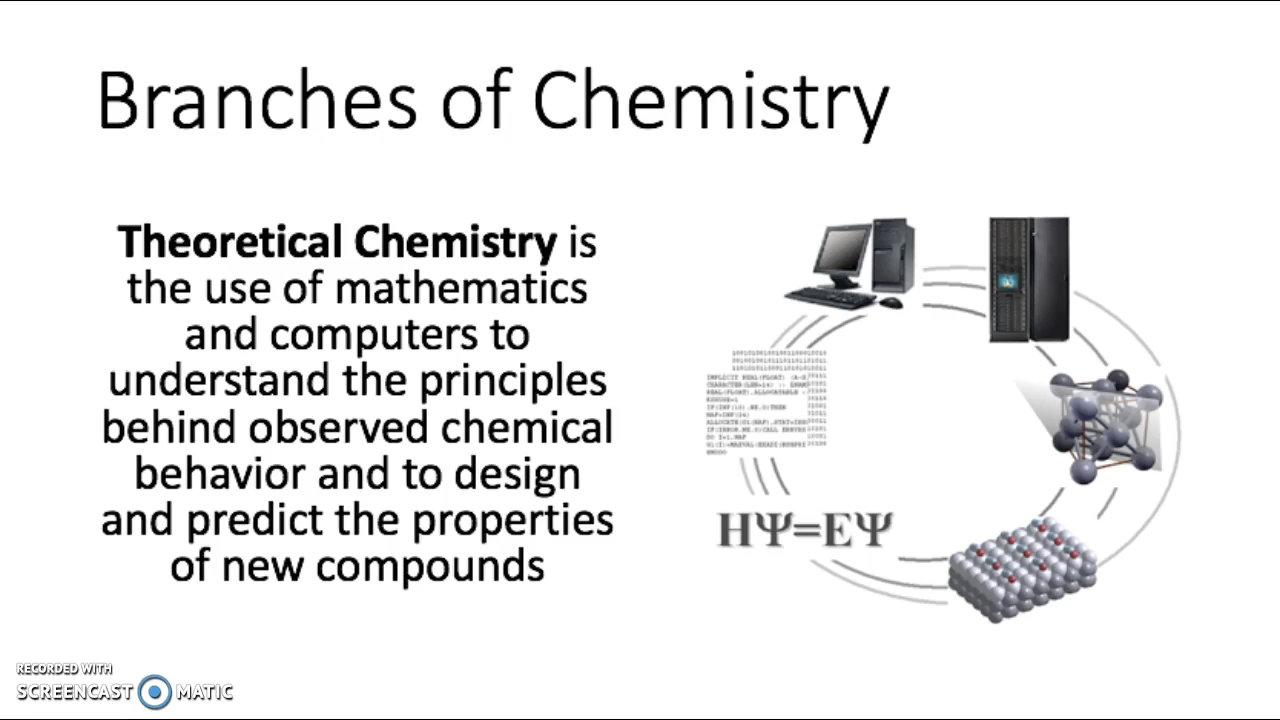 Branches of Chemistry
Theoretical Chemistry is
the use of mathematics
and computers to
understand the principles
behind observed chemical
behavior and to design
and predict the properties
of new compounds
HΨ=EΨ
RECORDED WITH
SCREENCAST MATIC